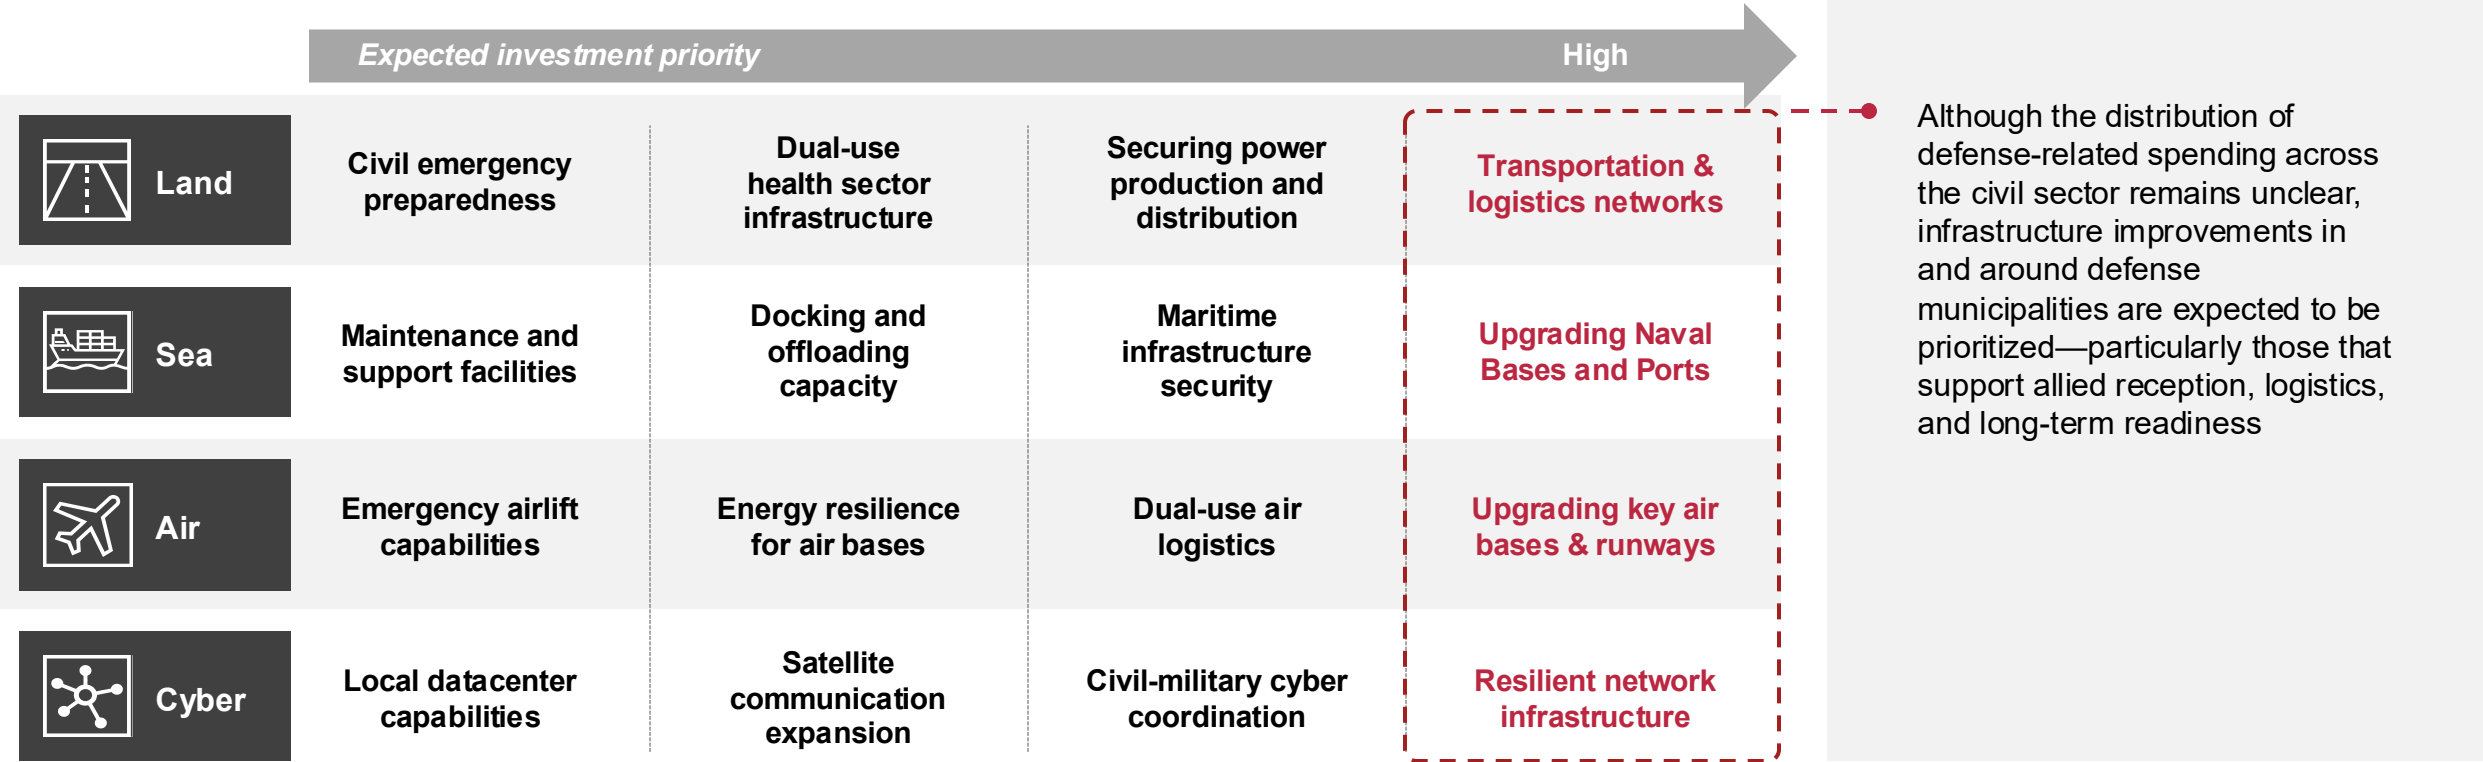 Expected investment priority
High
Land
Civil emergency
preparedness
Dual-use
health sector
infrastructure
Securing power
production and
distribution
Transportation &
logistics networks
Sea
Maintenance and
support facilities
Docking and
offloading
capacity
Maritime
infrastructure
security
Upgrading Naval
Bases and Ports
Air
Emergency airlift
capabilities
Energy resilience
for air bases
Dual-use air
logistics
Upgrading key air
bases & runways
Cyber
Local datacenter
capabilities
Satellite
communication
expansion
Civil-military cyber
coordination
Resilient network
infrastructure
Although the distribution of
defense-related spending across
the civil sector remains unclear,
infrastructure improvements in
and around defense
municipalities are expected to be
prioritized—particularly those that
support allied reception, logistics,
and long-term readiness